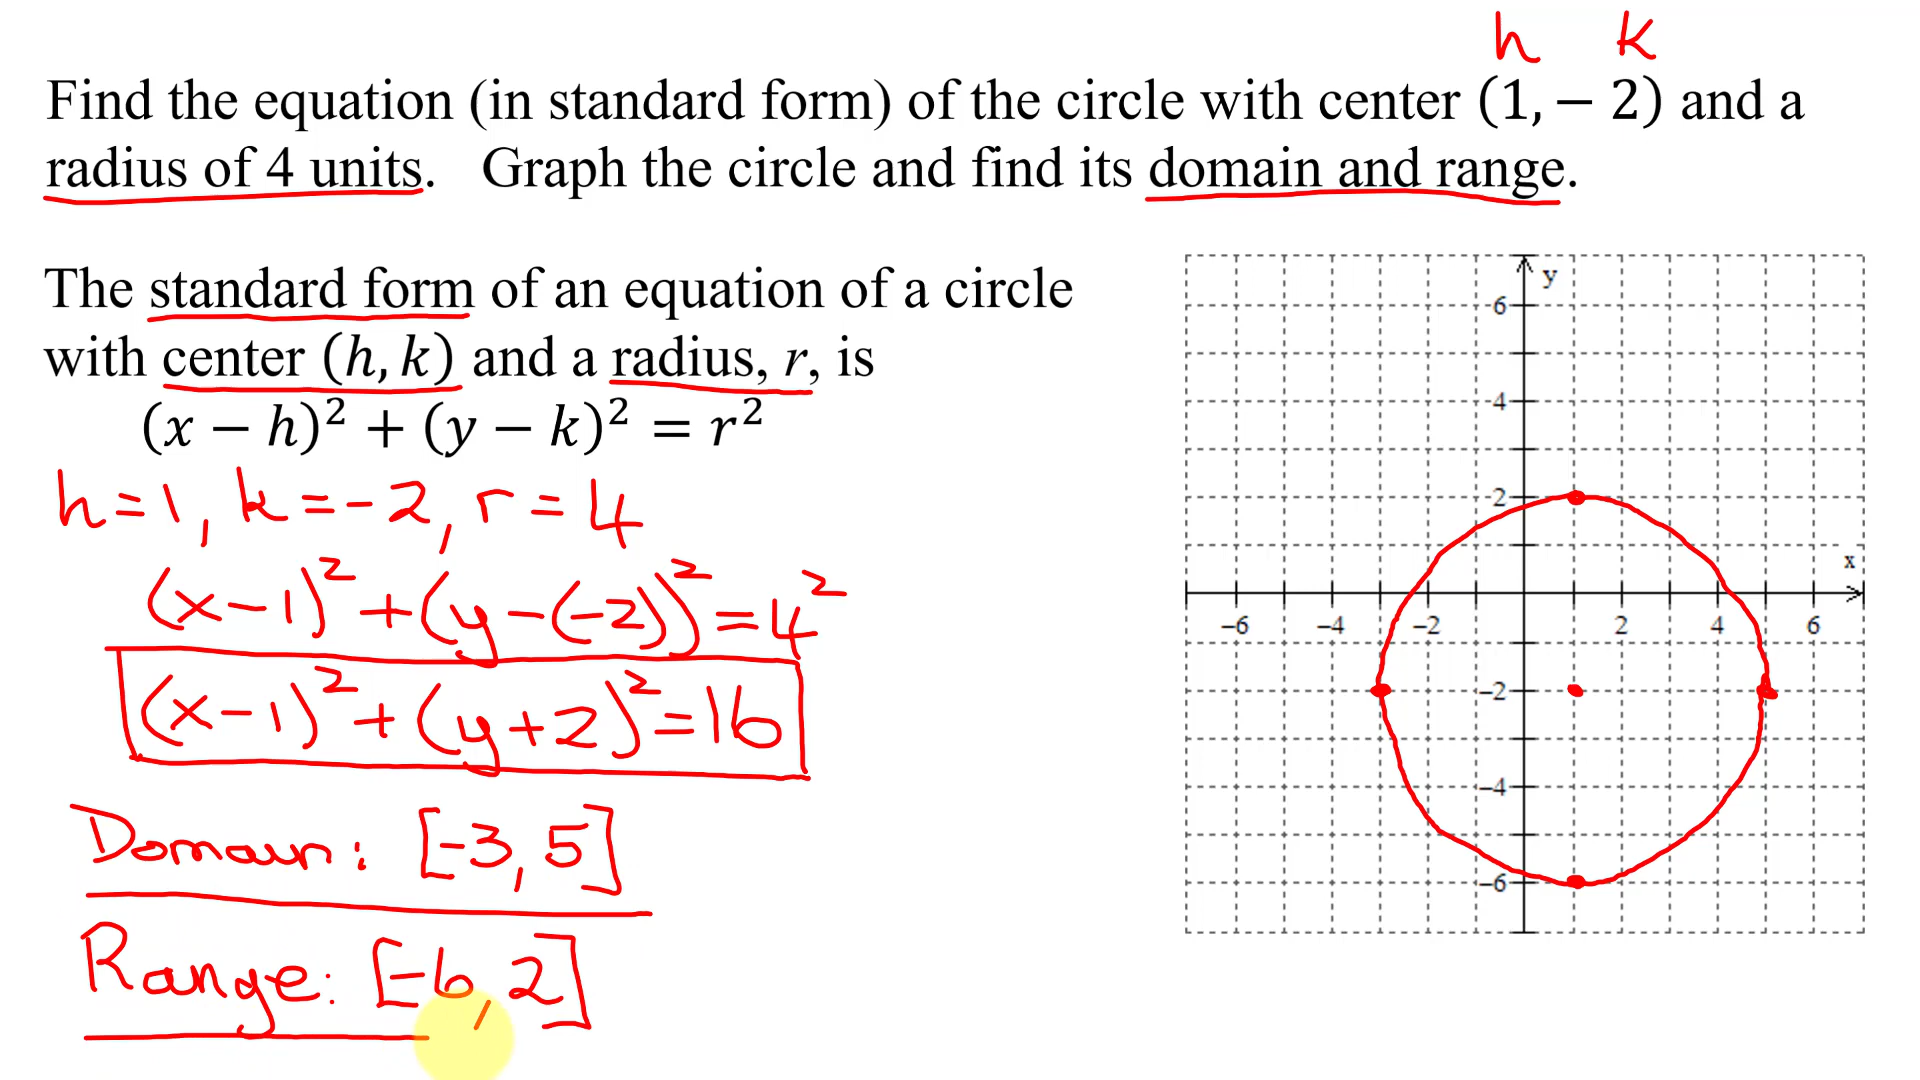 h k
Find the equation (in standard form) of the circle with center (1, − 2) and a
radius of 4 units. Graph the circle and find its domain and range.
The standard form of an equation of a circle
with center (h, k) and a radius, r, is
(x − h)² + (y − k)² = r²
h=1, k=-2, r=4
(x-1)²+(y-(-2))²=4²
(x-1)²+(y+2)²=16
Domain: [-3,5]
Range: [-6,2]
y
6
4
2
x
−6 −4 −2 2 4 6
−2
−4
−6